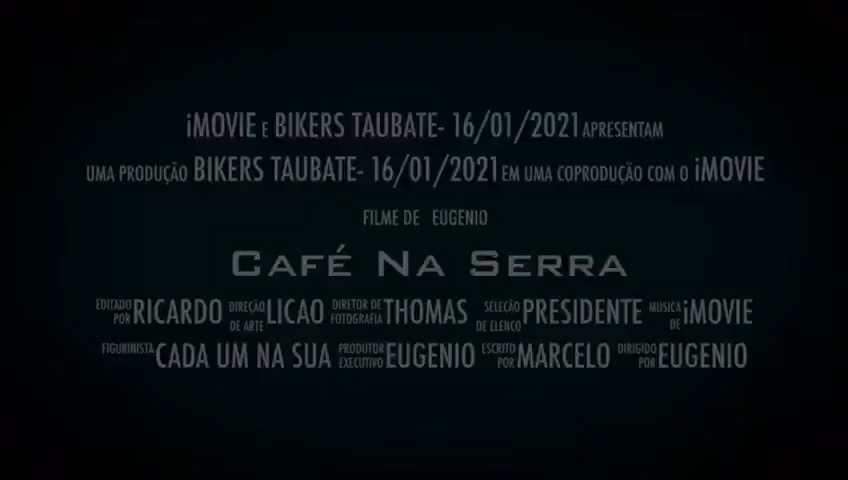 iMOVIE E BIKERS TAUBATE- 16/01/2021 APRESENTAM
UMA PRODUÇÃO BIKERS TAUBATE- 16/01/2021 EM UMA COPRODUÇÃO COM O iMOVIE
FILME DE EUGENIO
CAFÉ NA SERRA
EDITADO POR RICARDO DIREÇÃO DE ARTE LICAO DIRETOR DE FOTOGRAFIA THOMAS SELEÇÃO DE ELENCO PRESIDENTE MÚSICA DE iMOVIE
FIGURINISTA CADA UM NA SUA PRODUTOR EXECUTIVO EUGENIO ESCRITO POR MARCELO DIRIGIDO POR EUGENIO